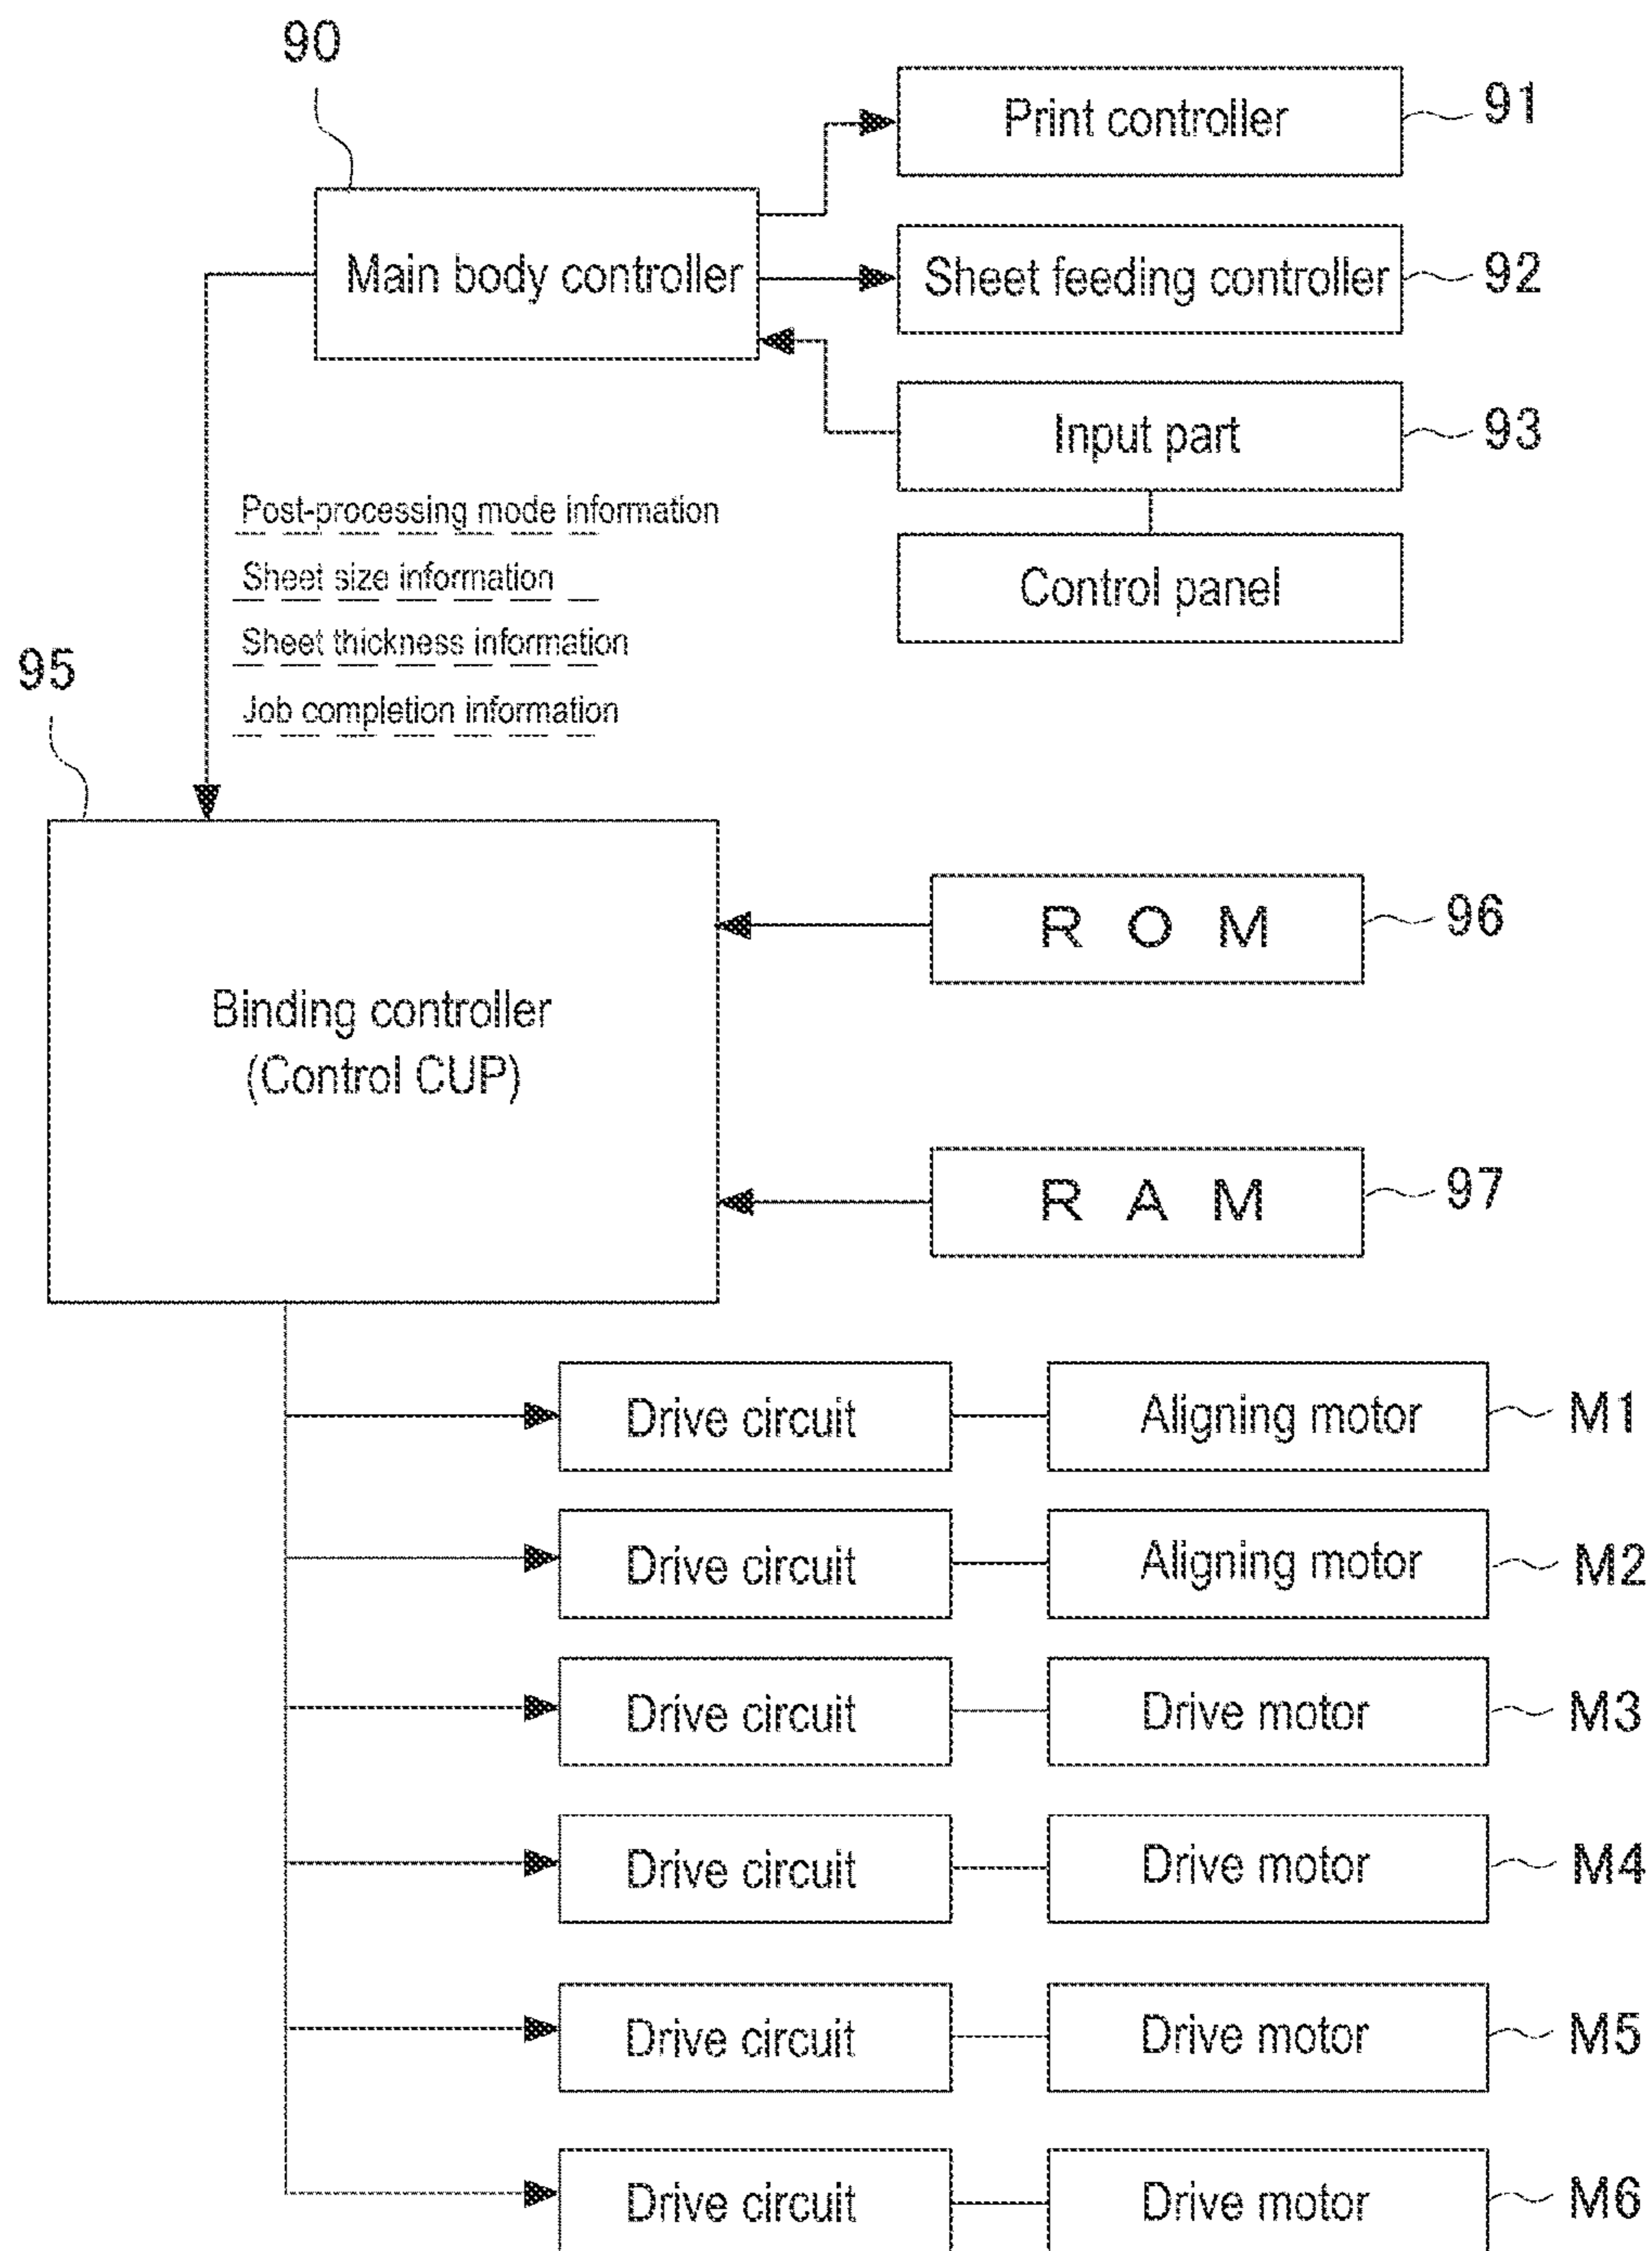 90
Print controller
91
Main body controller
Sheet feeding controller
92
Input part
93
Control panel
Post-processing mode information
Sheet size information
Sheet thickness information
Job completion information
95
Binding controller
(Control CUP)
R O M
96
R A M
97
Drive circuit
Aligning motor
M1
Drive circuit
Aligning motor
M2
Drive circuit
Drive motor
M3
Drive circuit
Drive motor
M4
Drive circuit
Drive motor
M5
Drive circuit
Drive motor
M6